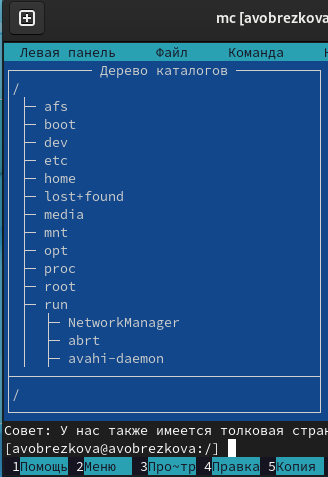 mc [avobrezkova
Левая панель Файл Команда
Дерево каталогов
/
afs
boot
dev
etc
home
lost+found
media
mnt
opt
proc
root
run
NetworkManager
abrt
avahi-daemon
/
Совет: У нас также имеется толковая стран
[avobrezkova@avobrezkova:/]
1Помощь 2Меню 3Про~тр 4Правка 5Копия